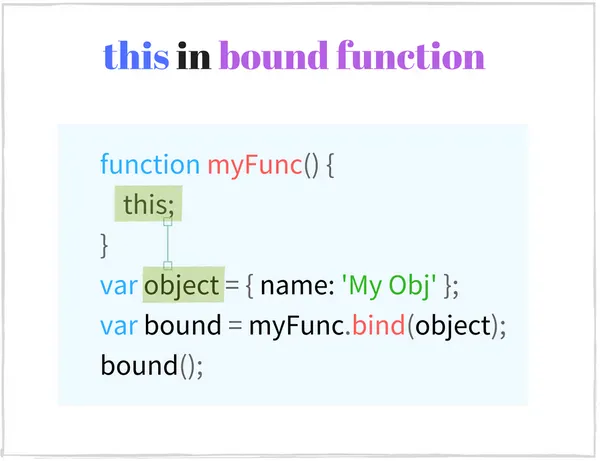 this in bound function
function myFunc() {
this;
}
var object = { name: 'My Obj' };
var bound = myFunc.bind(object);
bound();